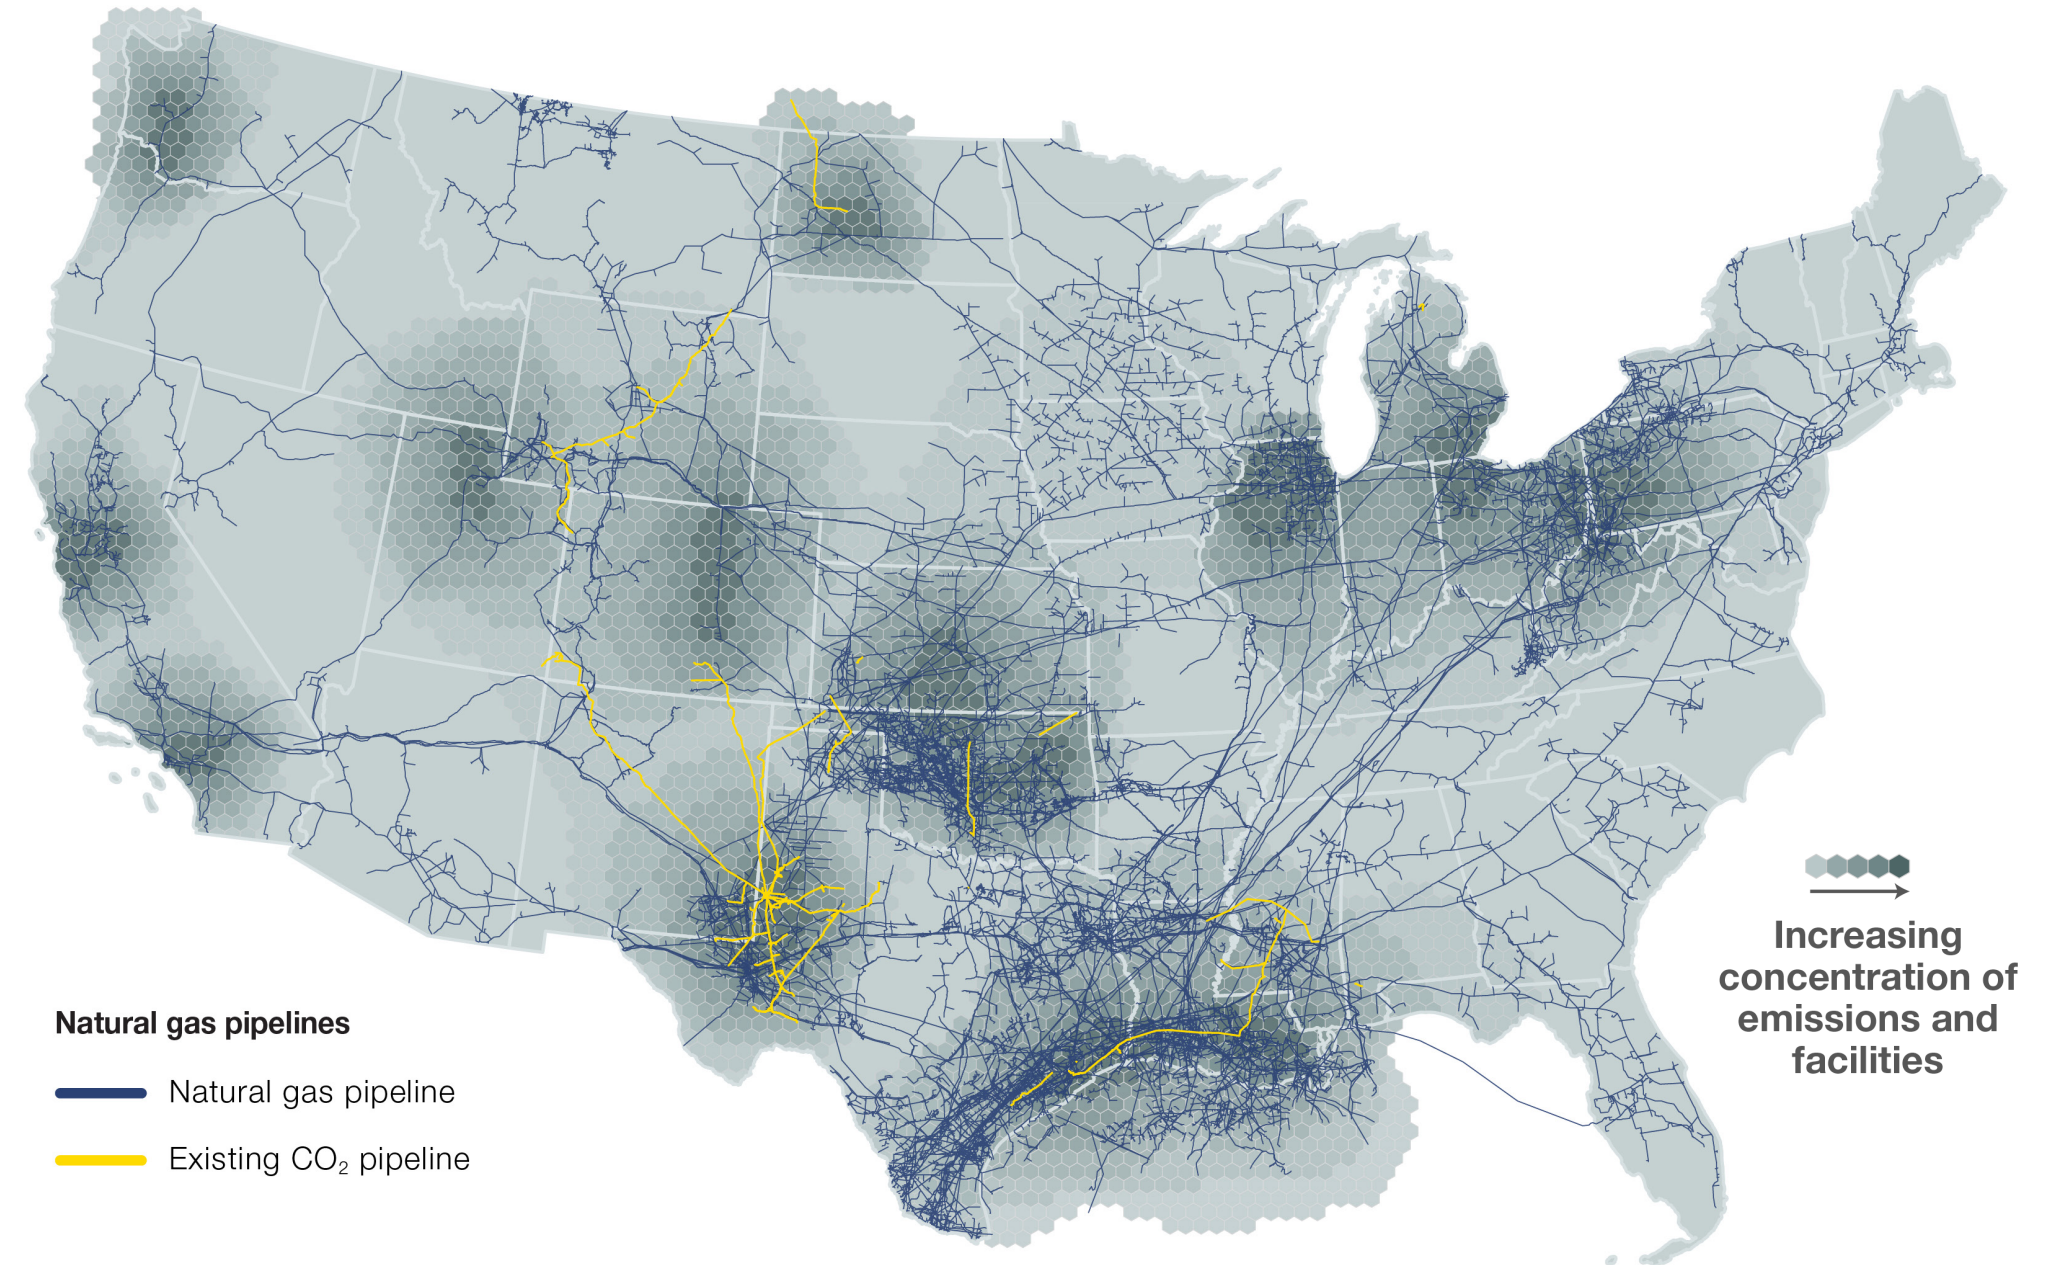 Increasing
concentration of
emissions and
facilities
Natural gas pipelines
Natural gas pipeline
Existing CO₂ pipeline